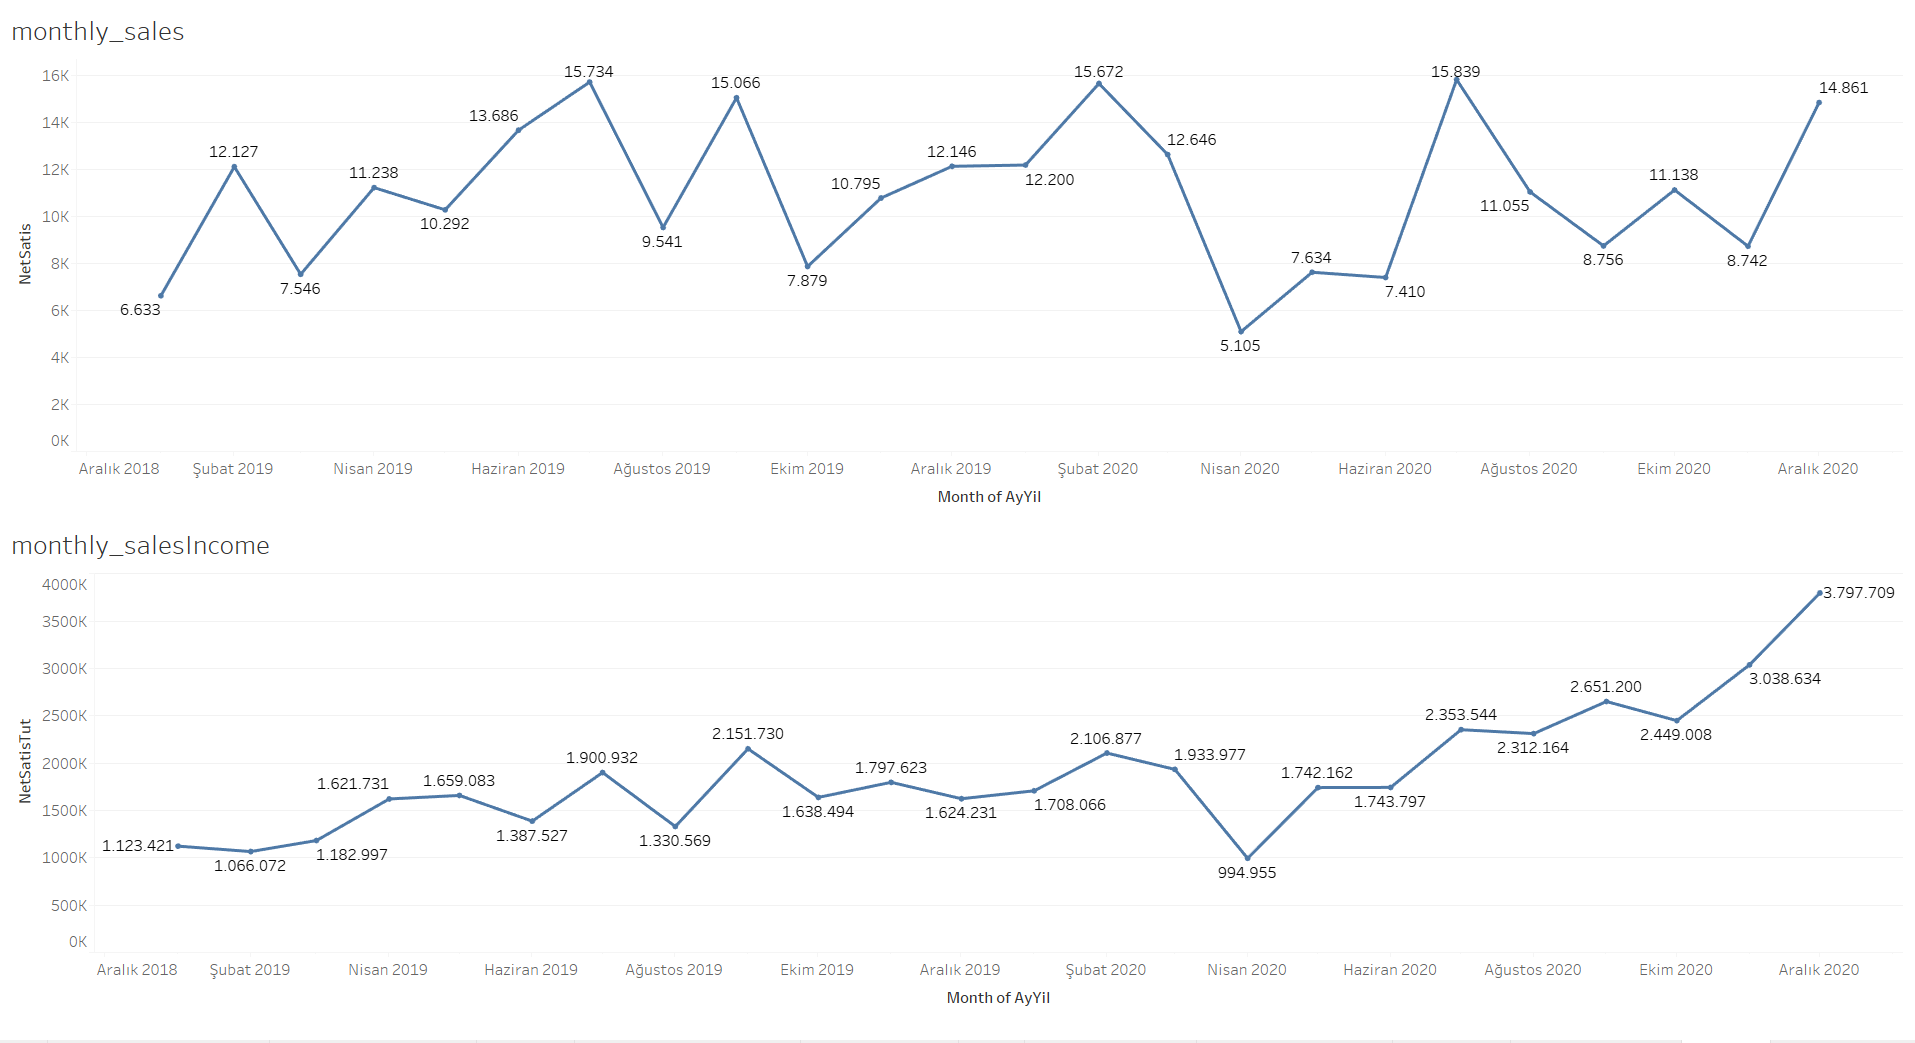 monthly_sales
16K
14K
12K
10K
8K
6K
4K
2K
0K
NetSatis
6.633
12.127
7.546
11.238
10.292
13.686
15.734
9.541
15.066
7.879
10.795
12.146
12.200
15.672
12.646
5.105
7.634
7.410
15.839
11.055
8.756
11.138
8.742
14.861
Aralık 2018 Şubat 2019 Nisan 2019 Haziran 2019 Ağustos 2019 Ekim 2019 Aralık 2019 Şubat 2020 Nisan 2020 Haziran 2020 Ağustos 2020 Ekim 2020 Aralık 2020
Month of AyYil
monthly_salesIncome
4000K
3500K
3000K
2500K
2000K
1500K
1000K
500K
0K
NetSatisTut
1.123.421
1.066.072
1.182.997
1.621.731
1.659.083
1.387.527
1.900.932
1.330.569
2.151.730
1.638.494
1.797.623
1.624.231
1.708.066
2.106.877
1.933.977
994.955
1.742.162
1.743.797
2.353.544
2.312.164
2.651.200
2.449.008
3.038.634
3.797.709
Aralık 2018 Şubat 2019 Nisan 2019 Haziran 2019 Ağustos 2019 Ekim 2019 Aralık 2019 Şubat 2020 Nisan 2020 Haziran 2020 Ağustos 2020 Ekim 2020 Aralık 2020
Month of AyYil